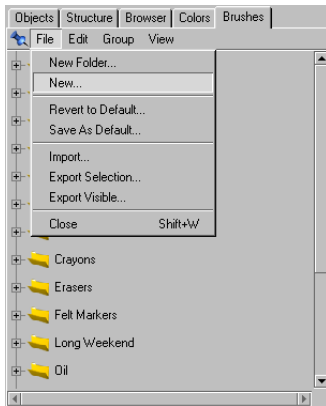 Objects Structure Browser Colors Brushes
File Edit Group View
New Folder...
New...
Revert to Default...
Save As Default...
Import...
Export Selection...
Export Visible...
Close Shift+W
Crayons
Erasers
Felt Markers
Long Weekend
Oil